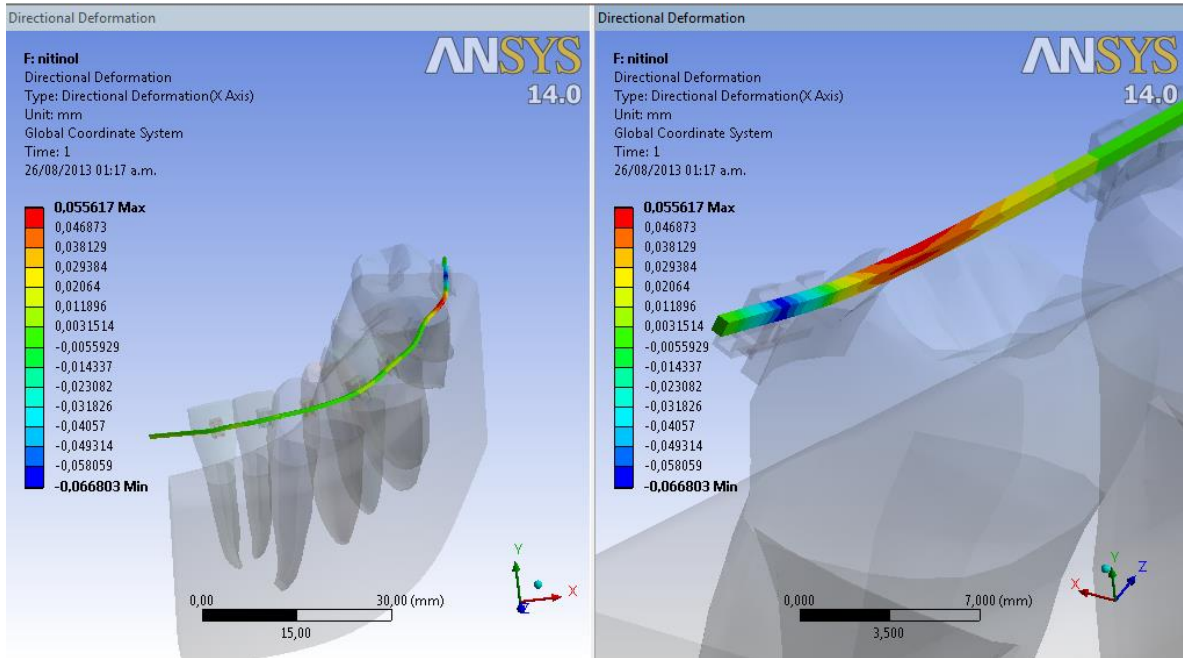 Directional Deformation
F: nitinol
Directional Deformation
Type: Directional Deformation(X Axis)
Unit: mm
Global Coordinate System
Time: 1
26/08/2013 01:17 a.m.
ANSYS
14.0
0,055617 Max
0,046873
0,038129
0,029384
0,02064
0,011896
0,0031514
-0,0055929
-0,014337
-0,023082
-0,031826
-0,04057
-0,049314
-0,058059
-0,066803 Min
Y
X
Z
0,00 30,00 (mm)
15,00
Directional Deformation
F: nitinol
Directional Deformation
Type: Directional Deformation(X Axis)
Unit: mm
Global Coordinate System
Time: 1
26/08/2013 01:17 a.m.
ANSYS
14.0
0,055617 Max
0,046873
0,038129
0,029384
0,02064
0,011896
0,0031514
-0,0055929
-0,014337
-0,023082
-0,031826
-0,04057
-0,049314
-0,058059
-0,066803 Min
Y
Z
X
0,000 7,000 (mm)
3,500